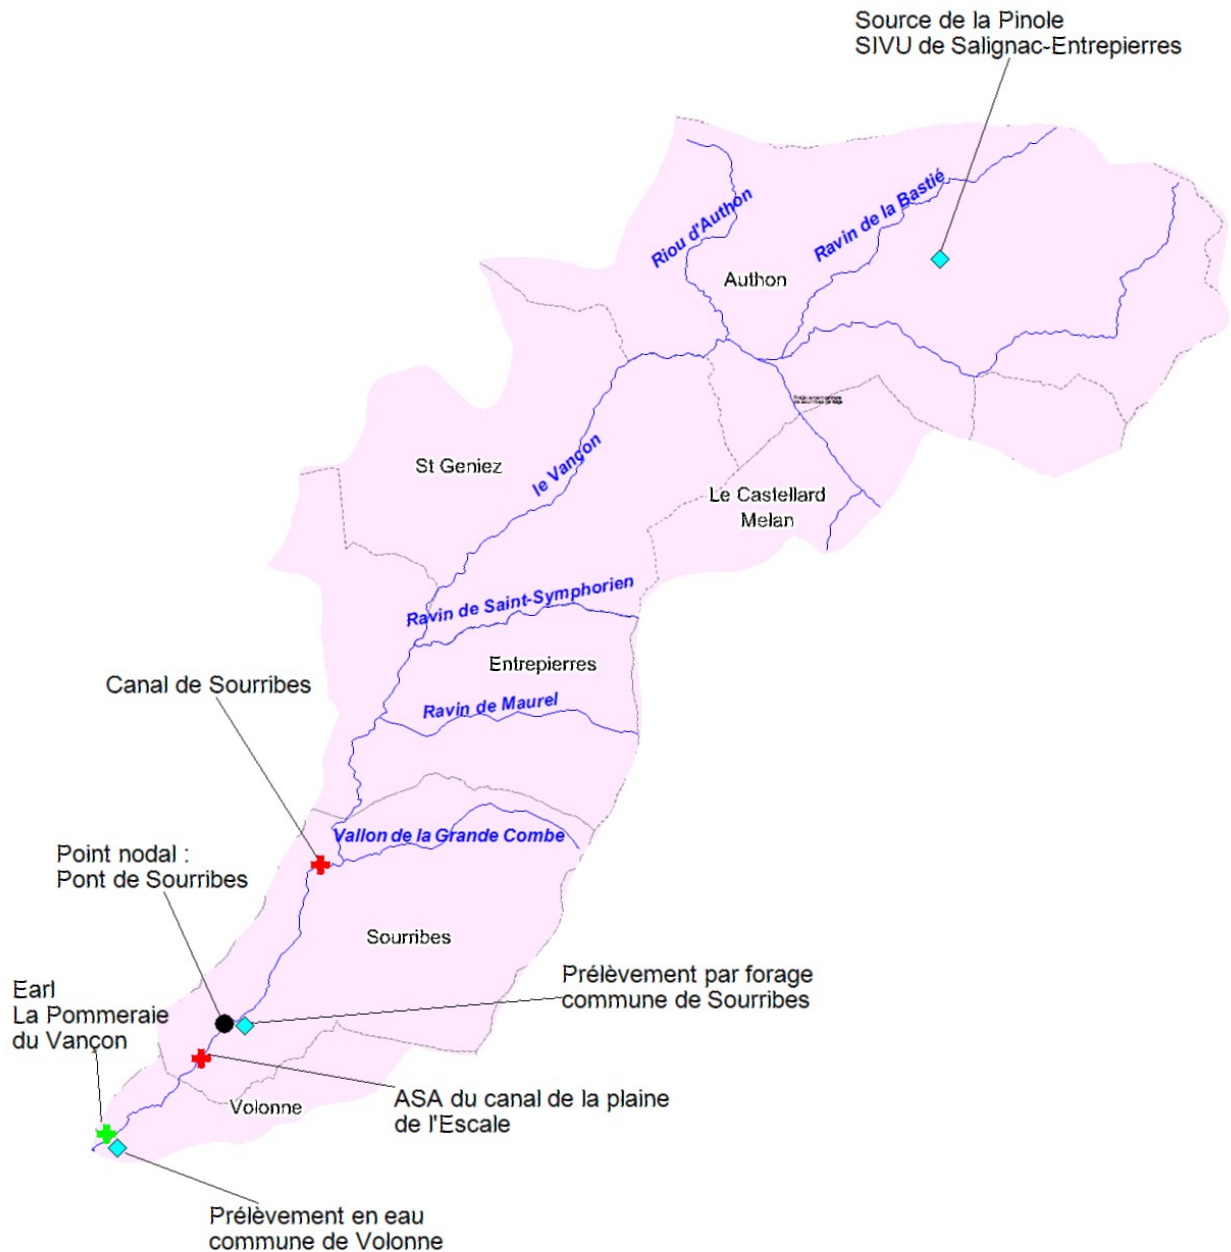 Source de la Pinole
SIVU de Salignac-Entrepierres
Riou d'Authon
Ravin de la Bastié
Authon
St Geniez
le Vançon
Le Castellard
Melan
Ravin de Saint-Symphorien
Entrepierres
Canal de Sourribes
Ravin de Maurel
Vallon de la Grande Combe
Point nodal :
Pont de Sourribes
Sourribes
Prélèvement par forage
commune de Sourribes
Earl
La Pommeraie
du Vançon
ASA du canal de la plaine
de l'Escale
Volonne
Prélèvement en eau
commune de Volonne